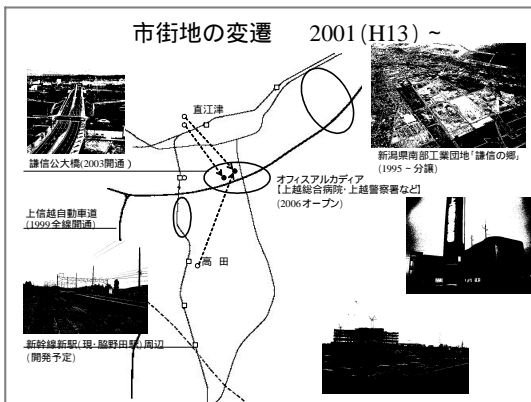 市街地の変遷 2001(H13) ~
直江津
謙信公大橋(2003開通)
新潟県南部工業団地「謙信の郷」
(1995~分譲)
オフィスアルカディア
【上越総合病院・上越警察署など】
(2006オープン)
上信越自動車道
(1999全線開通)
高田
新幹線新駅(現・脇野田駅)周辺
(開発予定)